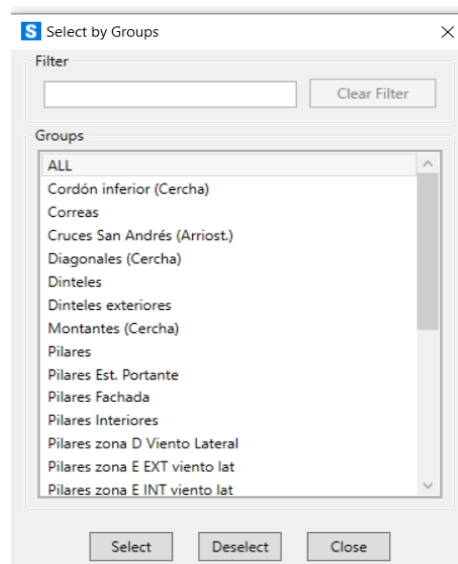 S Select by Groups
Filter
Clear Filter
Groups
ALL
Cordón inferior (Cercha)
Correas
Cruces San Andrés (Arriost.)
Diagonales (Cercha)
Dinteles
Dinteles exteriores
Montantes (Cercha)
Pilares
Pilares Est. Portante
Pilares Fachada
Pilares Interiores
Pilares zona D Viento Lateral
Pilares zona E EXT viento lat
Pilares zona E INT viento lat
Select Deselect Close